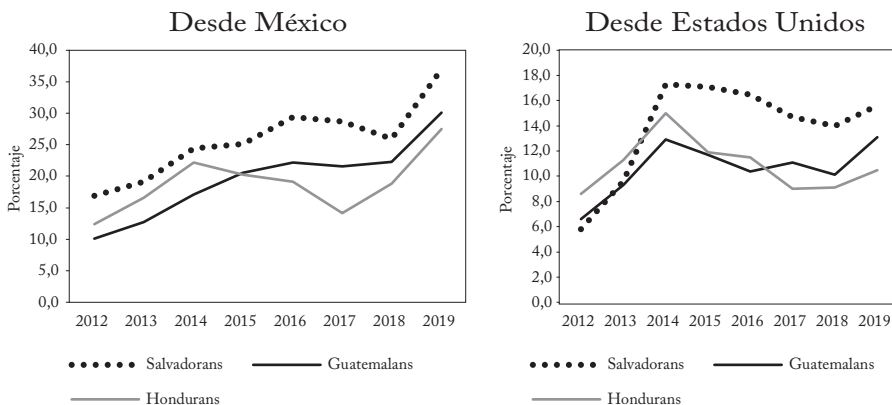 Desde México
40,0
35,0
30,0
25,0
20,0
15,0
10,0
5,0
0,0
Porcentaje
2012 2013 2014 2015 2016 2017 2018 2019
Salvadorans Guatemalans
Hondurans
Desde Estados Unidos
20,0
18,0
16,0
14,0
12,0
10,0
8,0
6,0
4,0
2,0
0,0
Porcentaje
2012 2013 2014 2015 2016 2017 2018 2019
Salvadorans Guatemalans
Hondurans